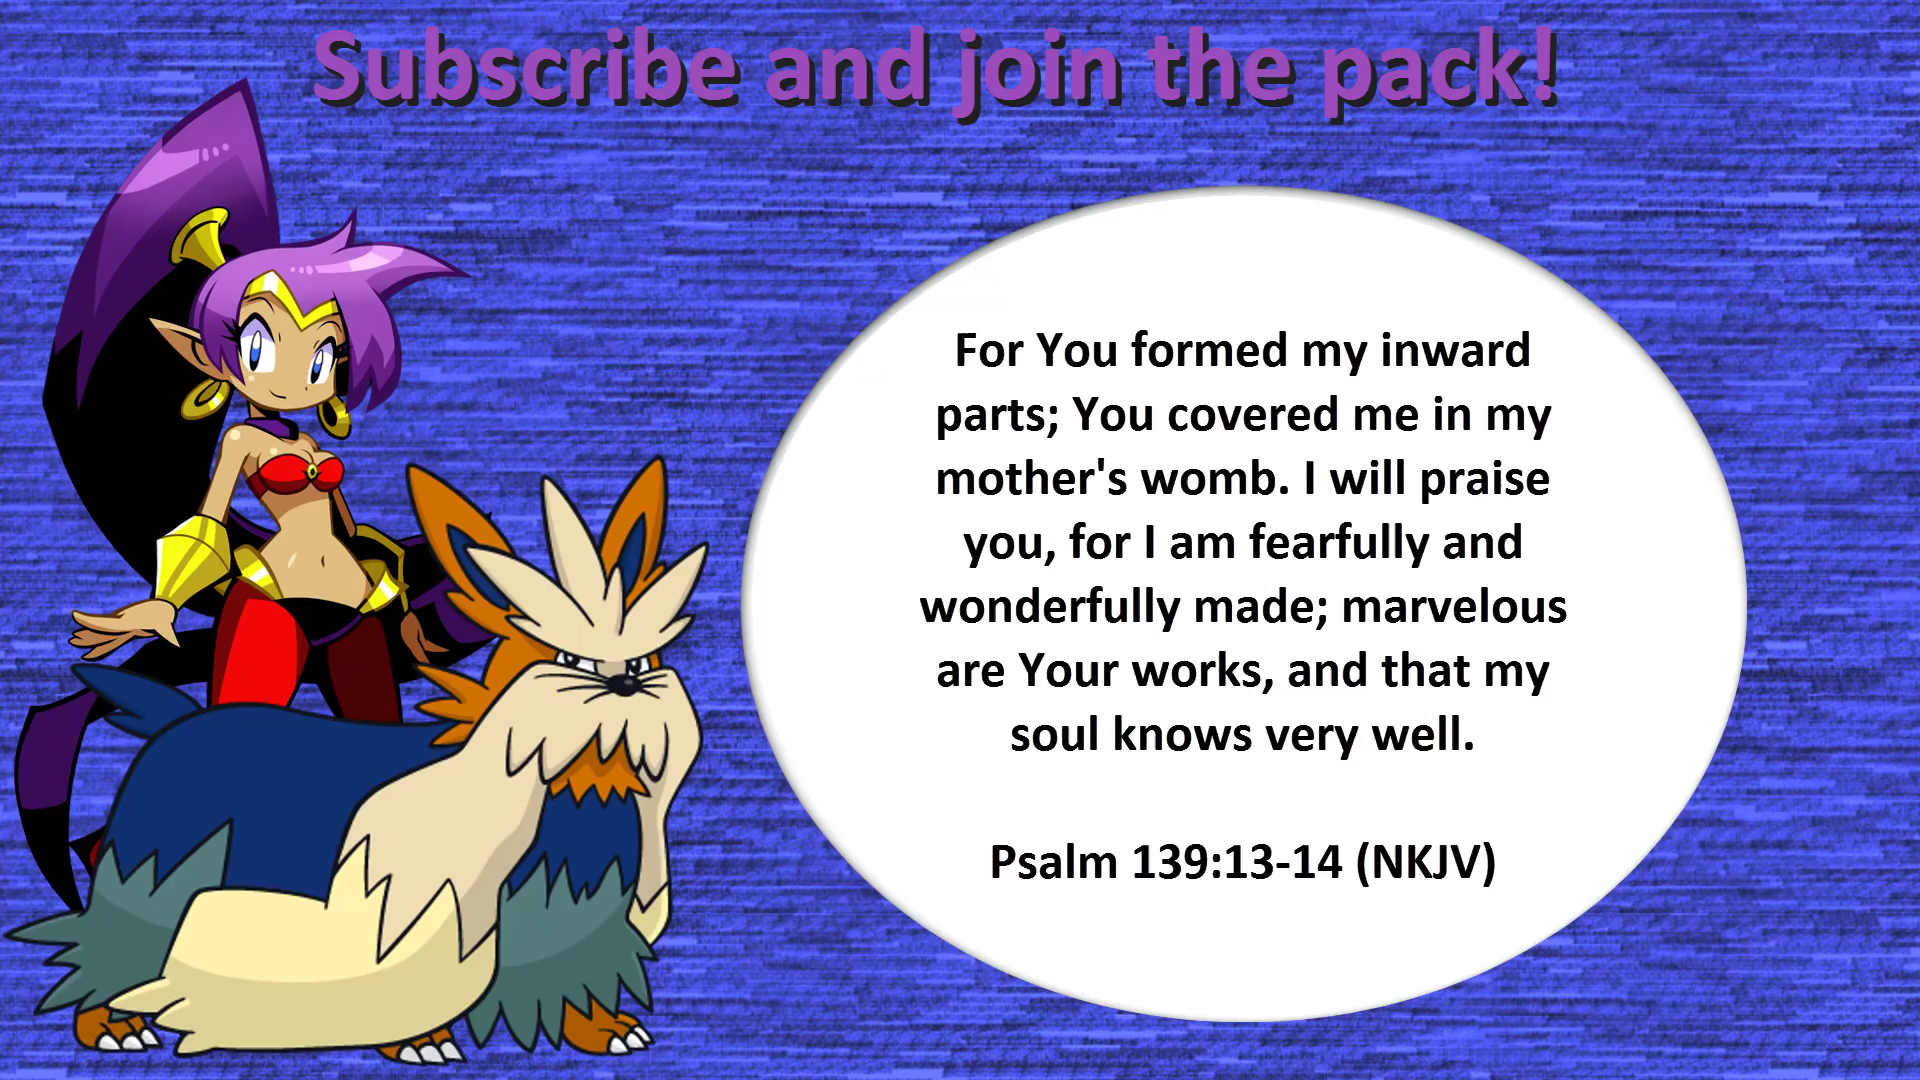 Subscribe and join the pack!
For You formed my inward
parts; You covered me in my
mother's womb. I will praise
you, for I am fearfully and
wonderfully made; marvelous
are Your works, and that my
soul knows very well.
Psalm 139:13-14 (NKJV)